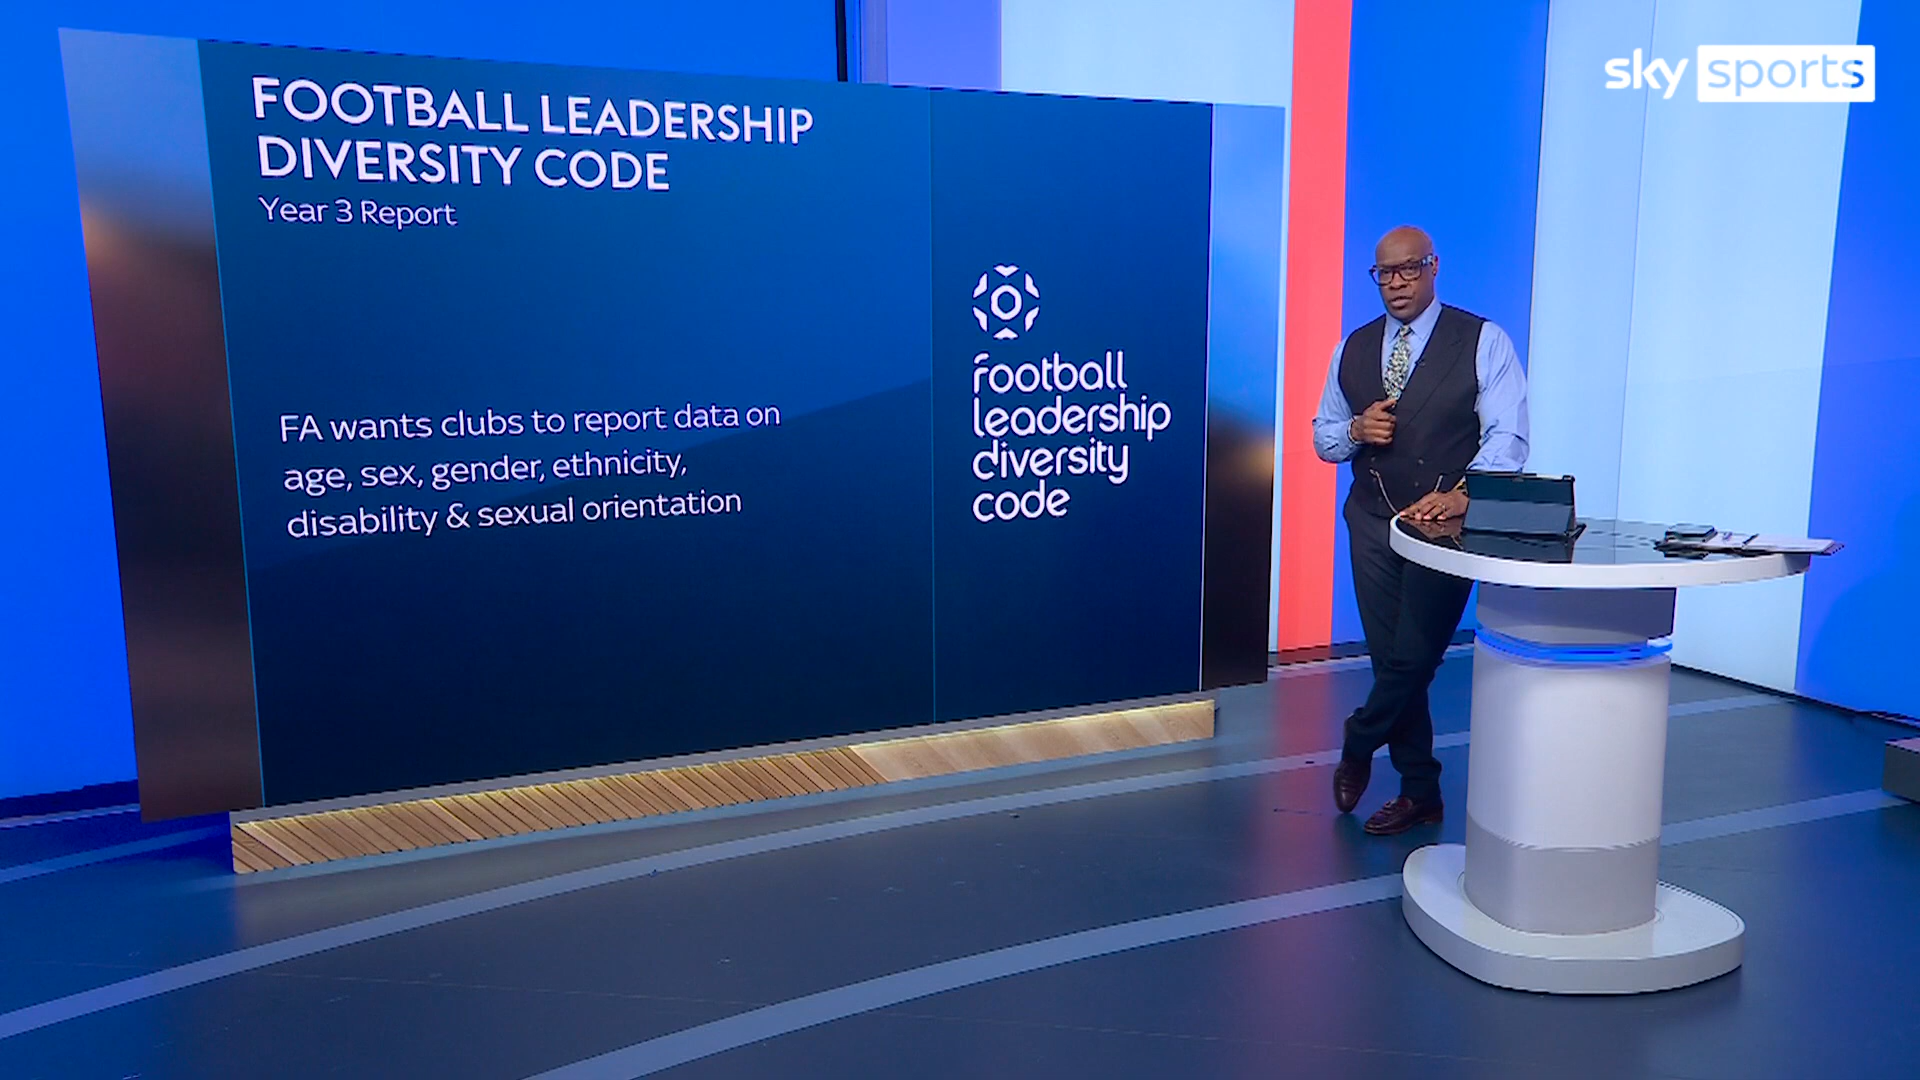 sky sports
FOOTBALL LEADERSHIP
DIVERSITY CODE
Year 3 Report
FA wants clubs to report data on
age, sex, gender, ethnicity,
disability & sexual orientation
football
leadership
diversity
code